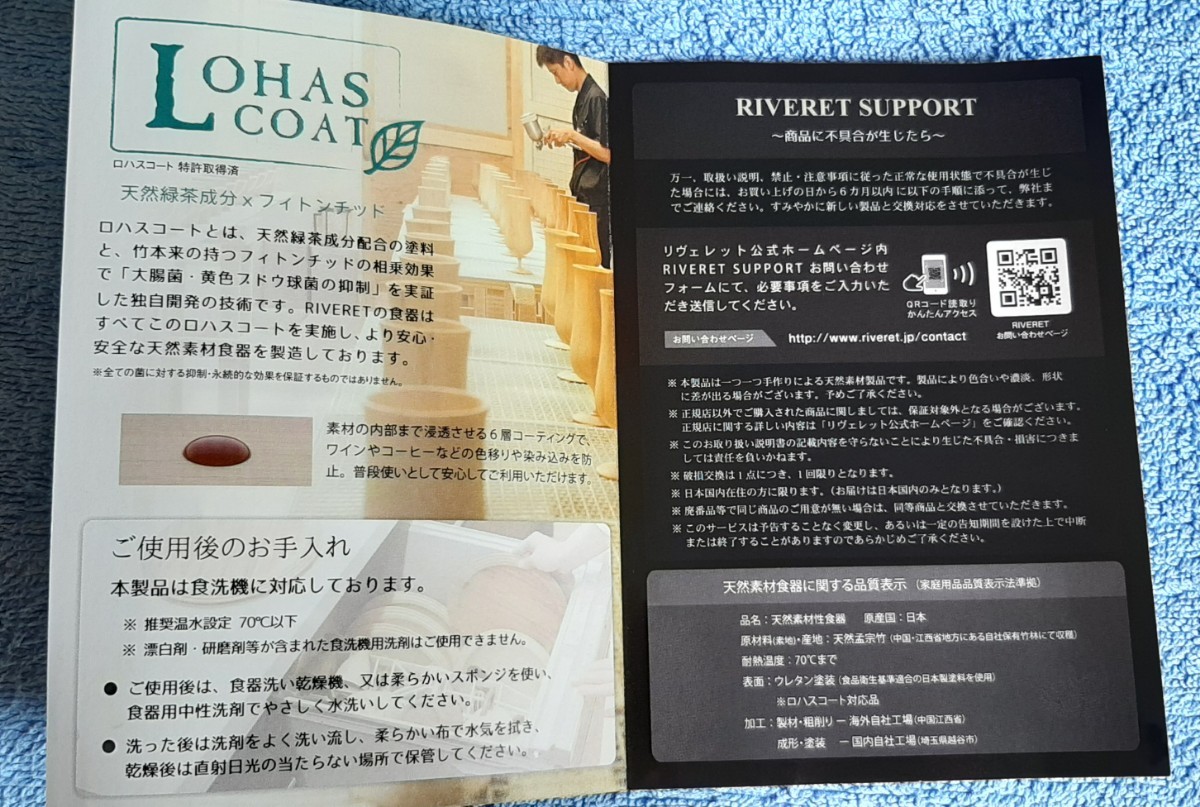 LOHAS
COAT
ロハスコート 特許取得済
天然緑茶成分×フィトンチッド
ロハスコートとは、天然緑茶成分配合の塗料
と、竹本来の持つフィトンチッドの相乗効果
で「大腸菌・黄色ブドウ球菌の抑制」を実証
した独自開発の技術です。RIVERETの食器は
すべてこのロハスコートを実施し、より安心・
安全な天然素材食器を製造しております。
※全ての菌に対する抑制・永続的な効果を保証するものではありません。
素材の内部まで浸透させる6層コーティングで、
ワインやコーヒーなどの色移りや染み込みを防
止。普段使いとして安心してご利用いただけます。
ご使用後のお手入れ
本製品は食洗機に対応しております。
※ 推奨温水設定 70℃以下
※ 漂白剤・研磨剤等が含まれた食洗機用洗剤はご使用できません。
● ご使用後は、食器洗い乾燥機、又は柔らかいスポンジを使い、
食器用中性洗剤でやさしく水洗いしてください。
● 洗った後は洗剤をよく洗い流し、柔らかい布で水気を拭き、
乾燥後は直射日光の当たらない場所で保管してください。
RIVERET SUPPORT
〜商品に不具合が生じたら〜
万一、取扱い説明、禁止・注意事項に従った正常な使用状態で不具合が生じ
た場合には、お買い上げの日から6カ月以内に以下の手順に添って、弊社ま
でご連絡ください。すみやかに新しい製品と交換対応をさせていただきます。
リヴェレット公式ホームページ内
RIVERET SUPPORT お問い合わせ
フォームにて、必要事項をご入力いた
だき送信してください。
QRコード読取り
かんたんアクセス
RIVERET
お問い合わせページ
お問い合わせページ http://www.riveret.jp/contact
※ 本製品は一つ一つ手作りによる天然素材製品です。製品により色合いや濃淡、形状
に差が出る場合がございます。予めご了承ください。
※ 正規店以外でご購入された商品に関しましては、保証対象外となる場合がございます。
正規店に関する詳しい内容は「リヴェレット公式ホームページ」をご確認ください。
※ このお取り扱い説明書の記載内容を守らないことにより生じた不具合・損害につきま
しては責任を負いかねます。
※ 破損交換は1点につき、1回限りとなります。
※ 日本国内在住の方に限ります。(お届けは日本国内のみとなります。)
※ 廃番品等で同じ商品のご用意が無い場合は、同等商品と交換させていただきます。
※ このサービスは予告することなく変更し、あるいは一定の告知期間を設けた上で中断
または終了することがありますのであらかじめご了承ください。
天然素材食器に関する品質表示 (家庭用品品質表示法準拠)
品名：天然素材性食器 原産国：日本
原材料(素地)・産地：天然孟宗竹 (中国・江西省地方にある自社保有竹林にて収穫)
耐熱温度：70℃まで
表面：ウレタン塗装 (食品衛生基準適合の日本製塗料を使用)
※ロハスコート対応品
加工：製材・粗削り ー 海外自社工場(中国江西省)
成形・塗装 ー 国内自社工場(埼玉県越谷市)